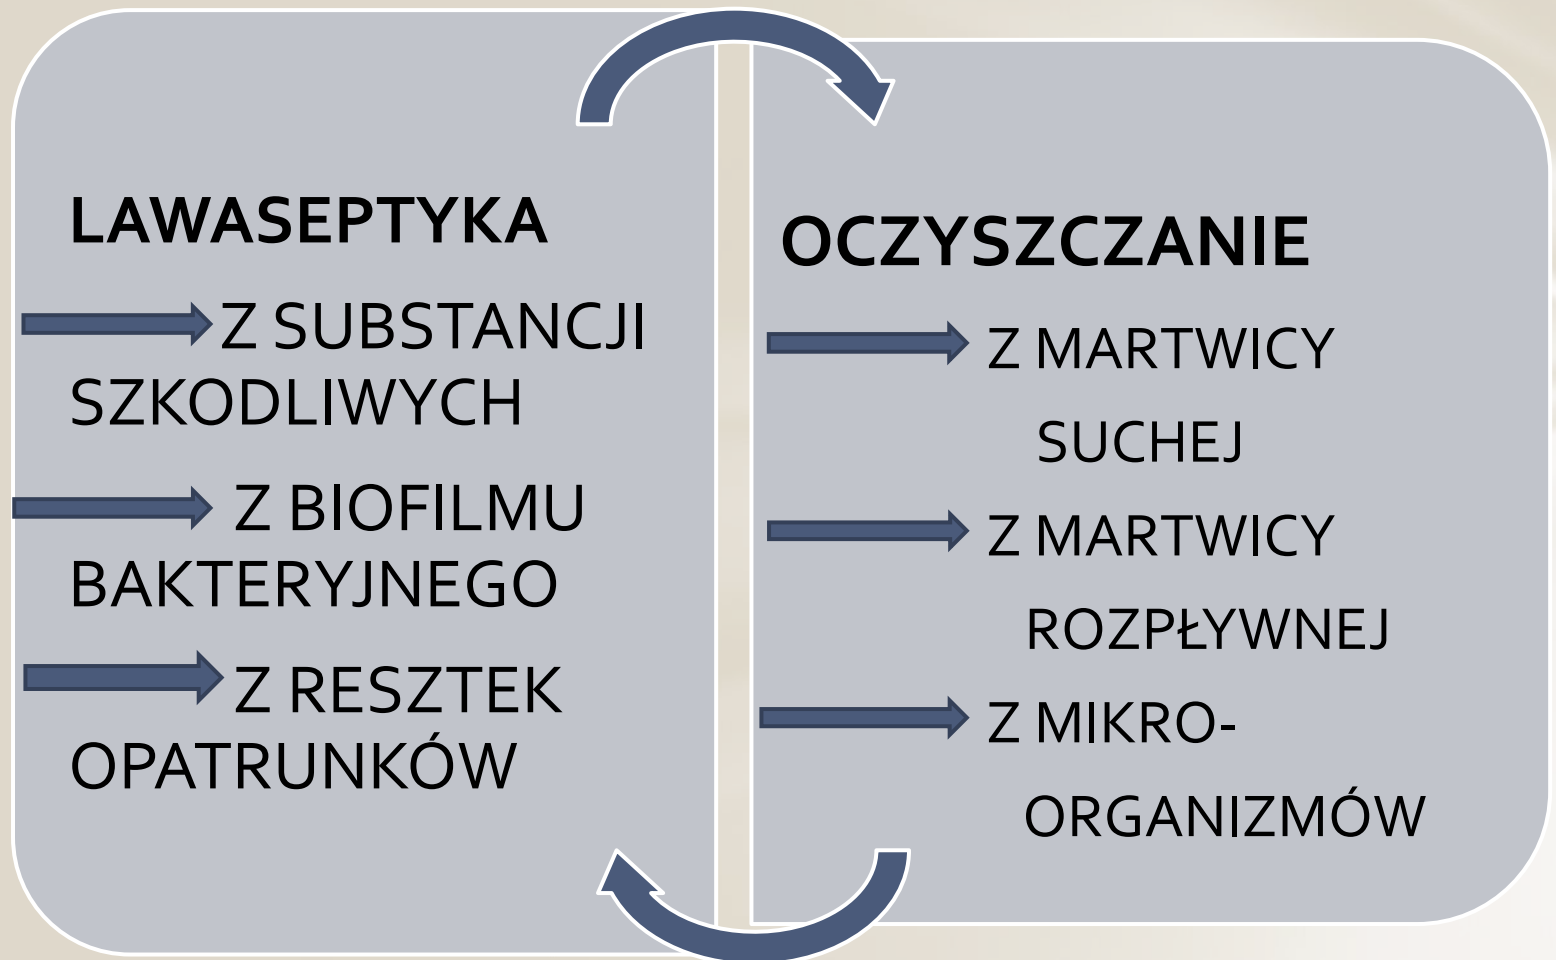 LAWASEPTYKA
Z SUBSTANCJI
SZKODLIWYCH
Z BIOFILMU
BAKTERYJNEGO
Z RESZTEK
OPATRUNKÓW
OCZYSZCZANIE
Z MARTWICY
SUCHEJ
Z MARTWICY
ROZPŁYWNEJ
Z MIKRO-
ORGANIZMÓW